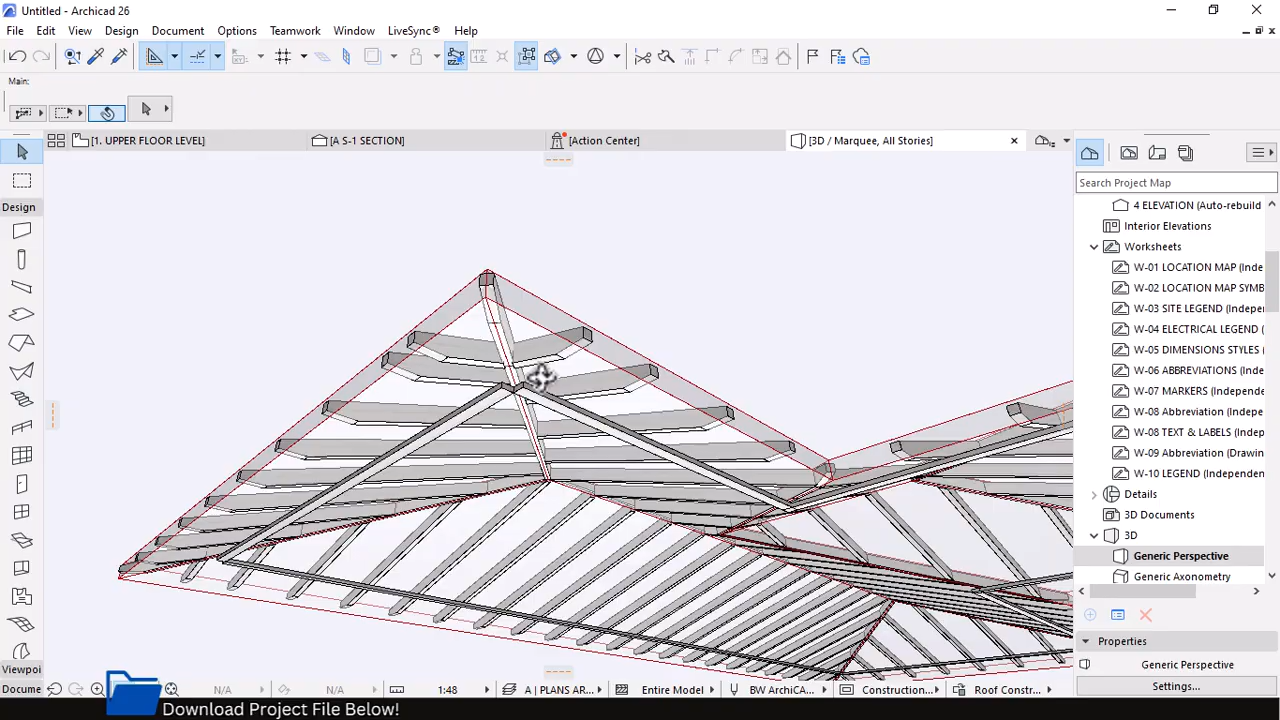 Untitled - Archicad 26
File Edit View Design Document Options Teamwork Window LiveSync® Help
Main:
[1. UPPER FLOOR LEVEL] [A S-1 SECTION] [Action Center] [3D / Marquee, All Stories]
Search Project Map
Design
4 ELEVATION (Auto-rebuild
Interior Elevations
Worksheets
W-01 LOCATION MAP (Inde
W-02 LOCATION MAP SYMB
W-03 SITE LEGEND (Indeper
W-04 ELECTRICAL LEGEND (
W-05 DIMENSIONS STYLES
W-06 ABBREVIATIONS (Inde
W-07 MARKERS (Independe
W-08 Abbreviation (Indepe
W-08 TEXT & LABELS (Indep
W-09 Abbreviation (Drawin
W-10 LEGEND (Independen
Details
3D Documents
3D
Generic Perspective
Generic Axonometry
Properties
Generic Perspective
Settings...
Viewpoi
Docume
N/A N/A 1:48 A | PLANS AR... Entire Model BW ArchiCA... Construction... Roof Constr...
Download Project File Below!